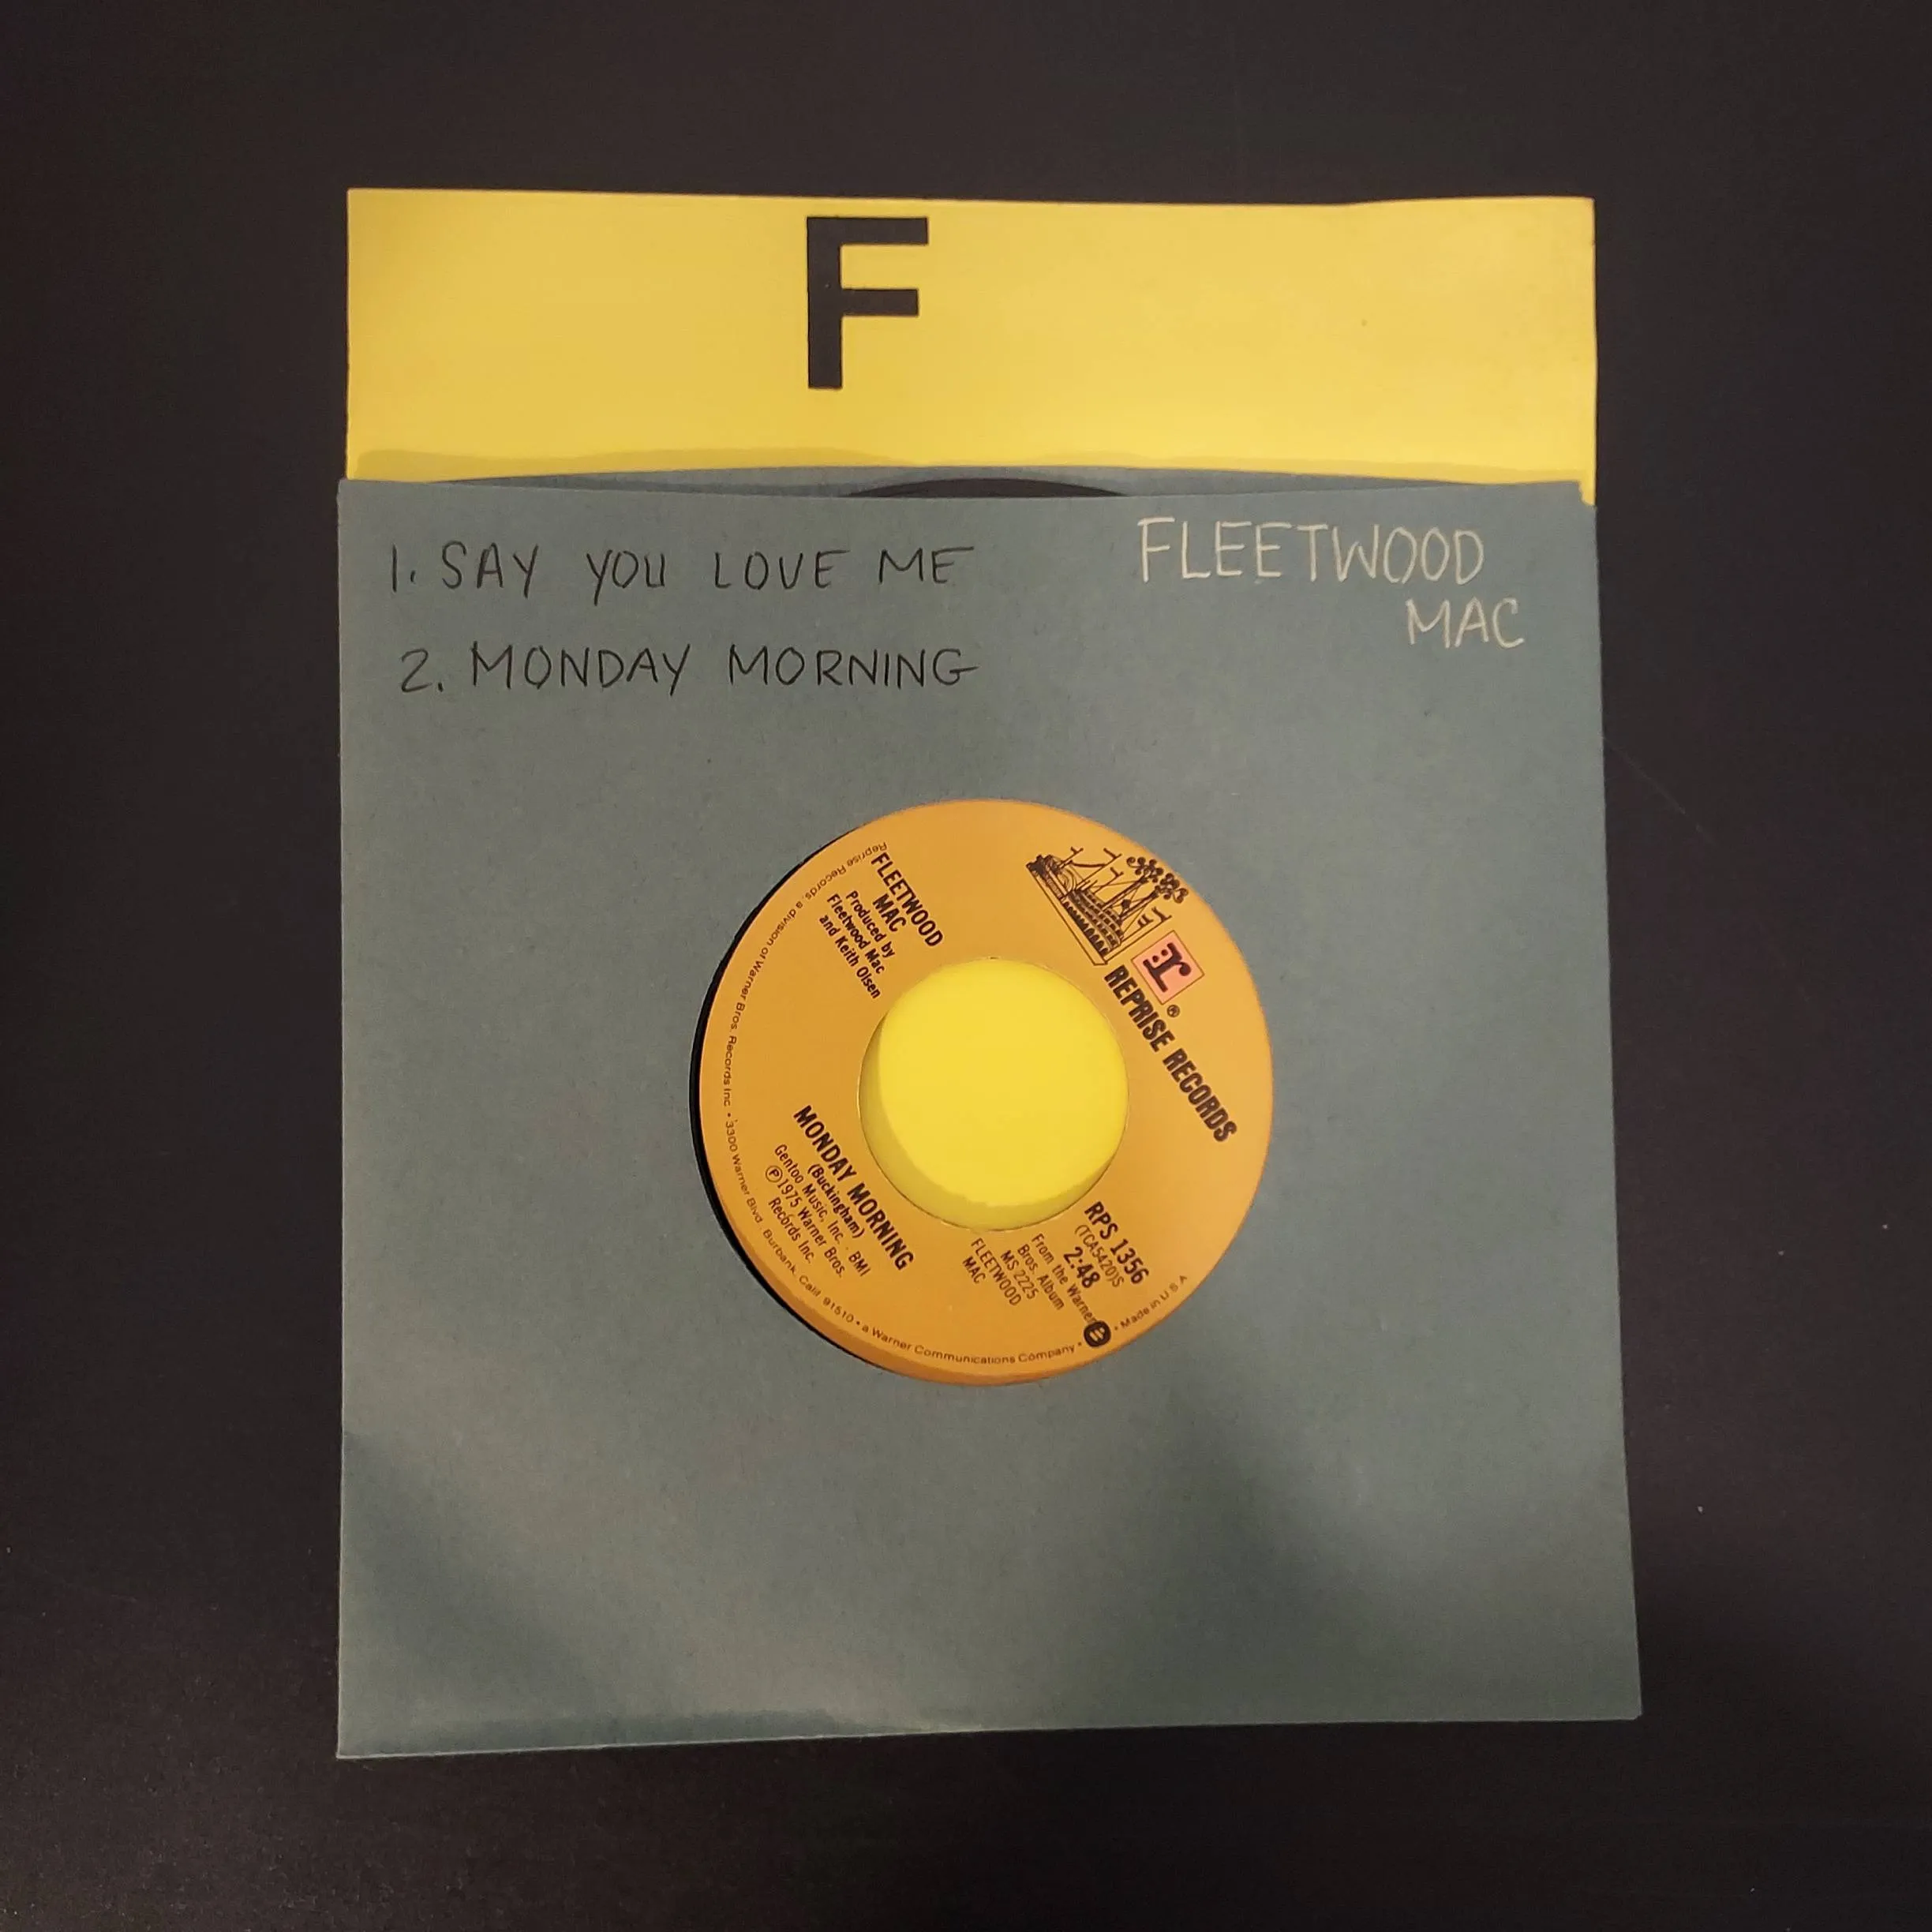 F
1. SAY YOU LOVE ME
2. MONDAY MORNING
FLEETWOOD
MAC
r
®
REPRISE RECORDS
FLEETWOOD
MAC
Produced by
Fleetwood Mac
and Keith Olsen
MONDAY MORNING
(Buckingham)
Gentoo Music, Inc. · BMI
℗1975 Warner Bros.
Records Inc.
RPS 1356
(TCA5420)S
2:48
From the Warner
Bros. Album
MS 2225
FLEETWOOD
MAC
Reprise Records, a division of Warner Bros. Records Inc. • 3300 Warner Blvd. Burbank, Calif. 91510 • a Warner Communications Company • • Made in U.S.A.